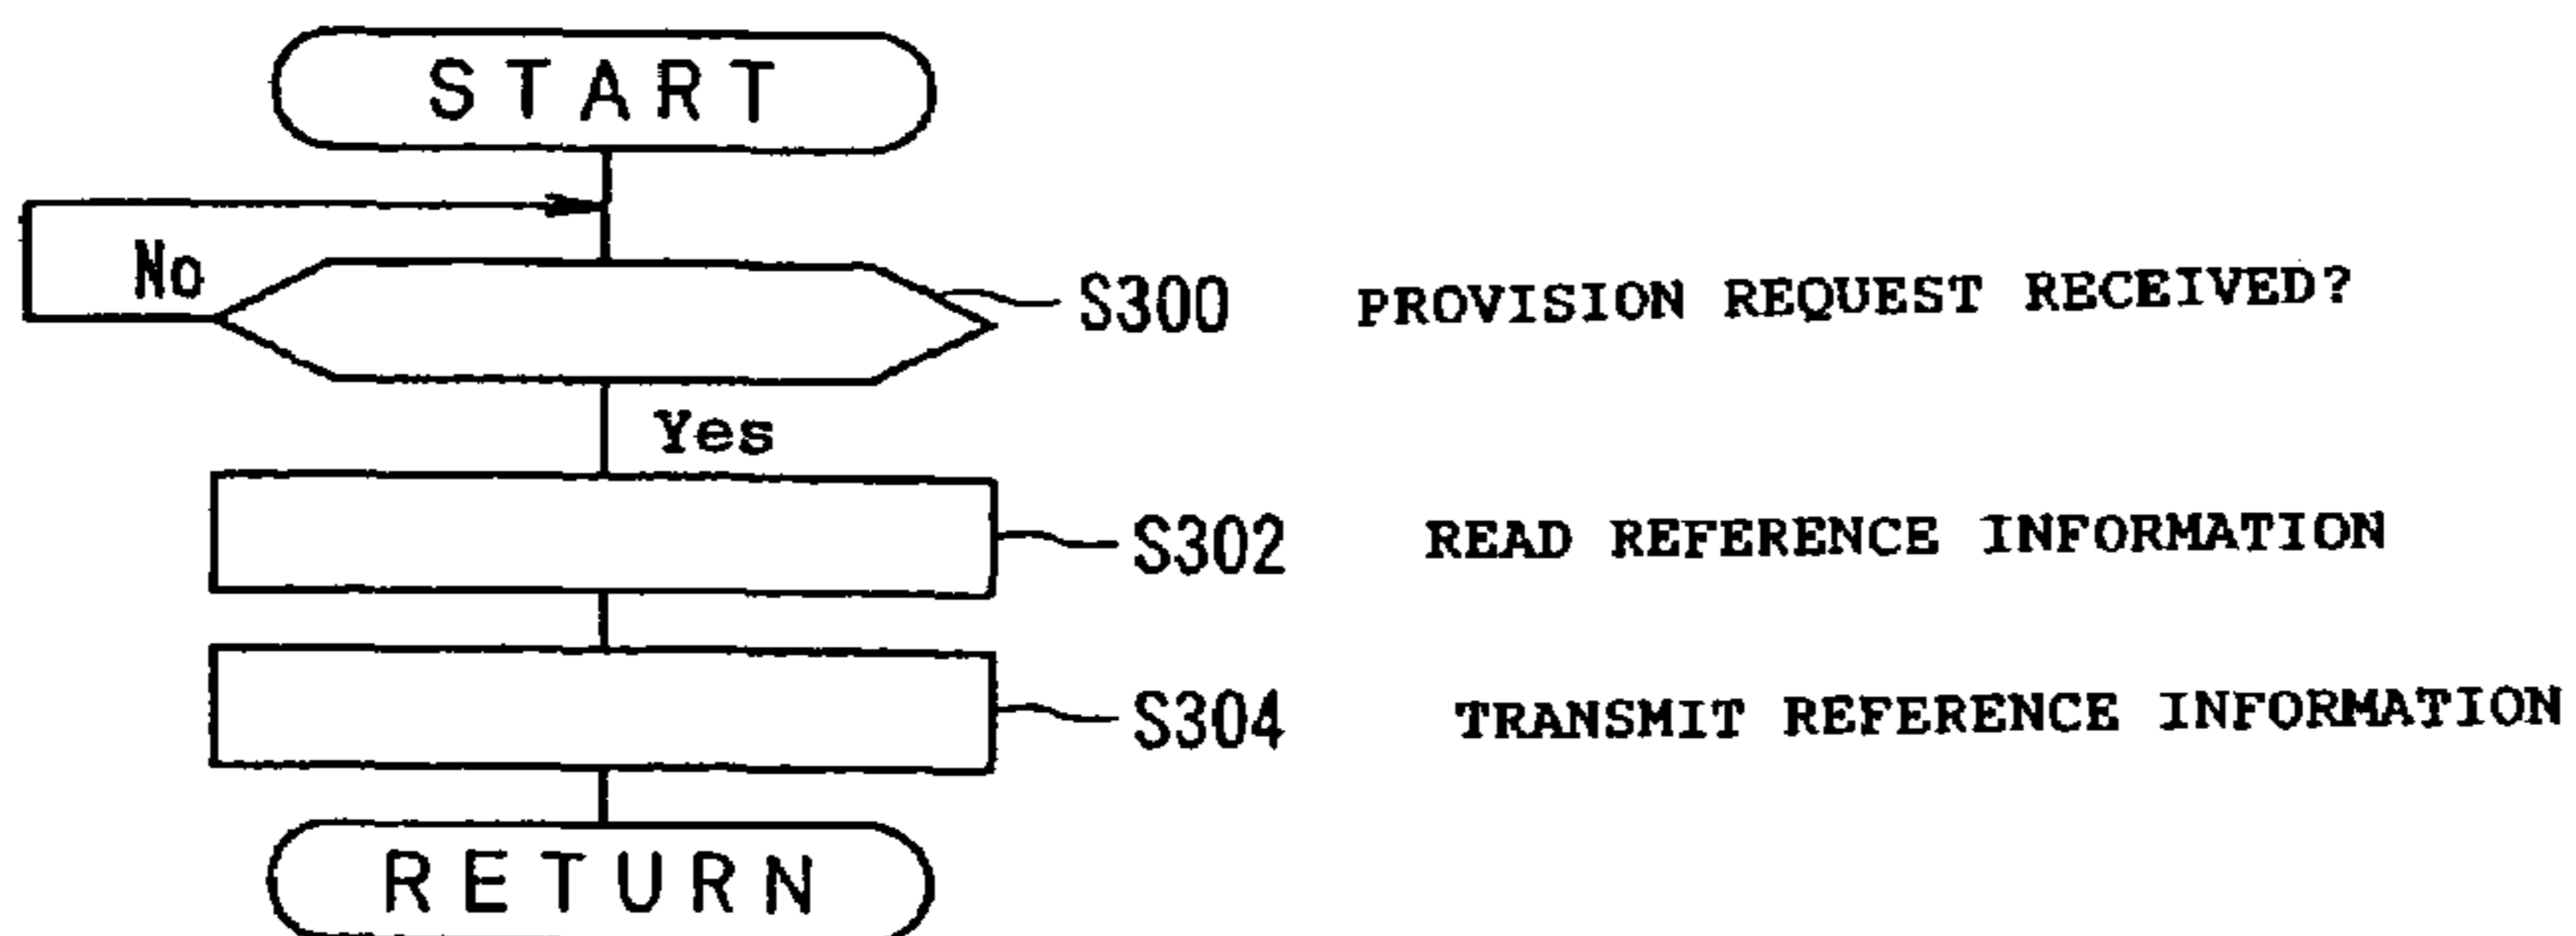 START
No
S300 PROVISION REQUEST RECEIVED?
Yes
S302 READ REFERENCE INFORMATION
S304 TRANSMIT REFERENCE INFORMATION
RETURN